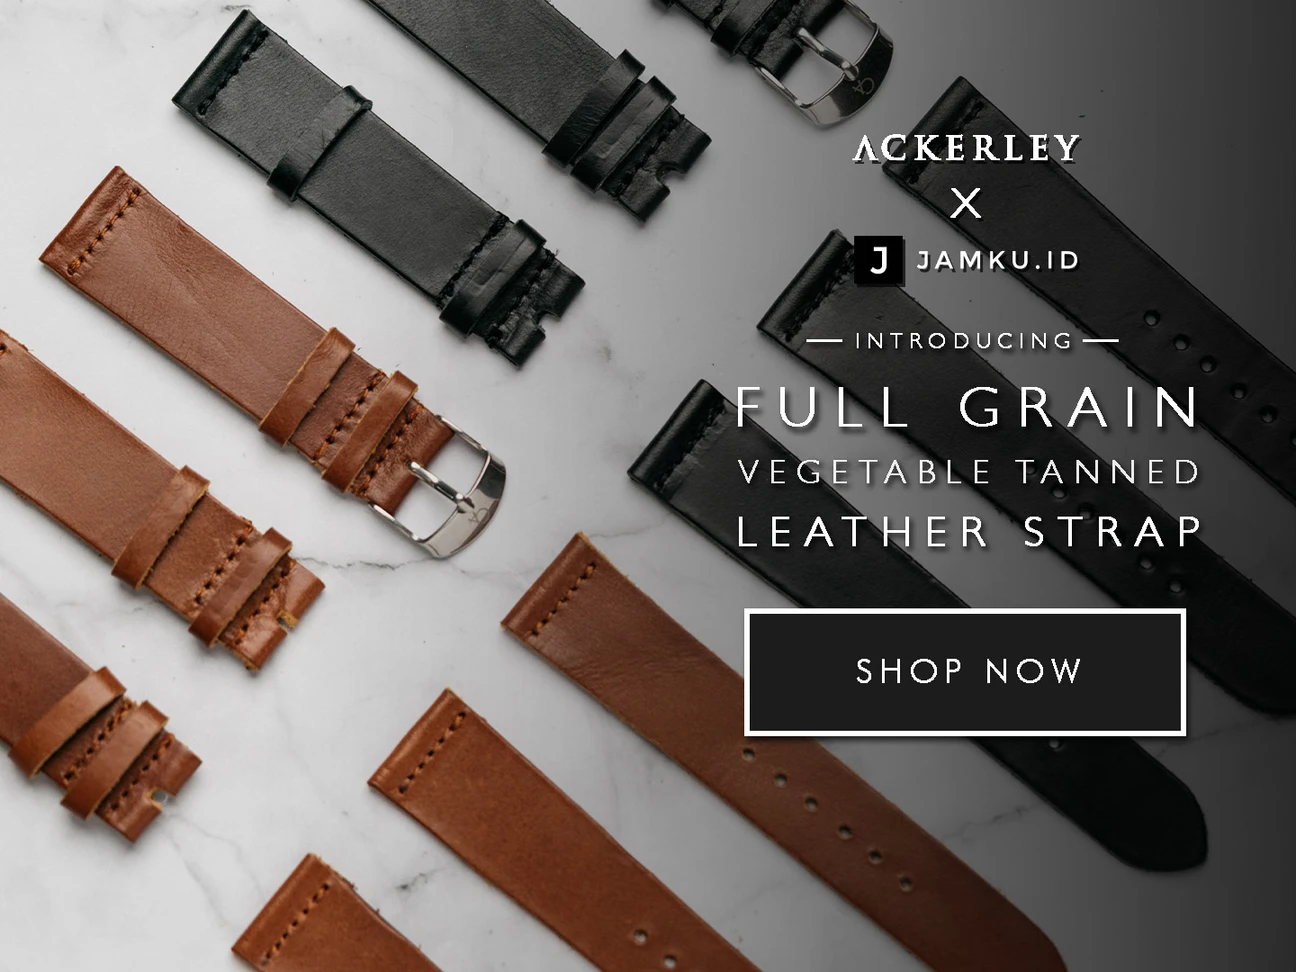 ACKERLEY
X
J JAMKU.ID
INTRODUCING
FULL GRAIN
VEGETABLE TANNED
LEATHER STRAP
SHOP NOW